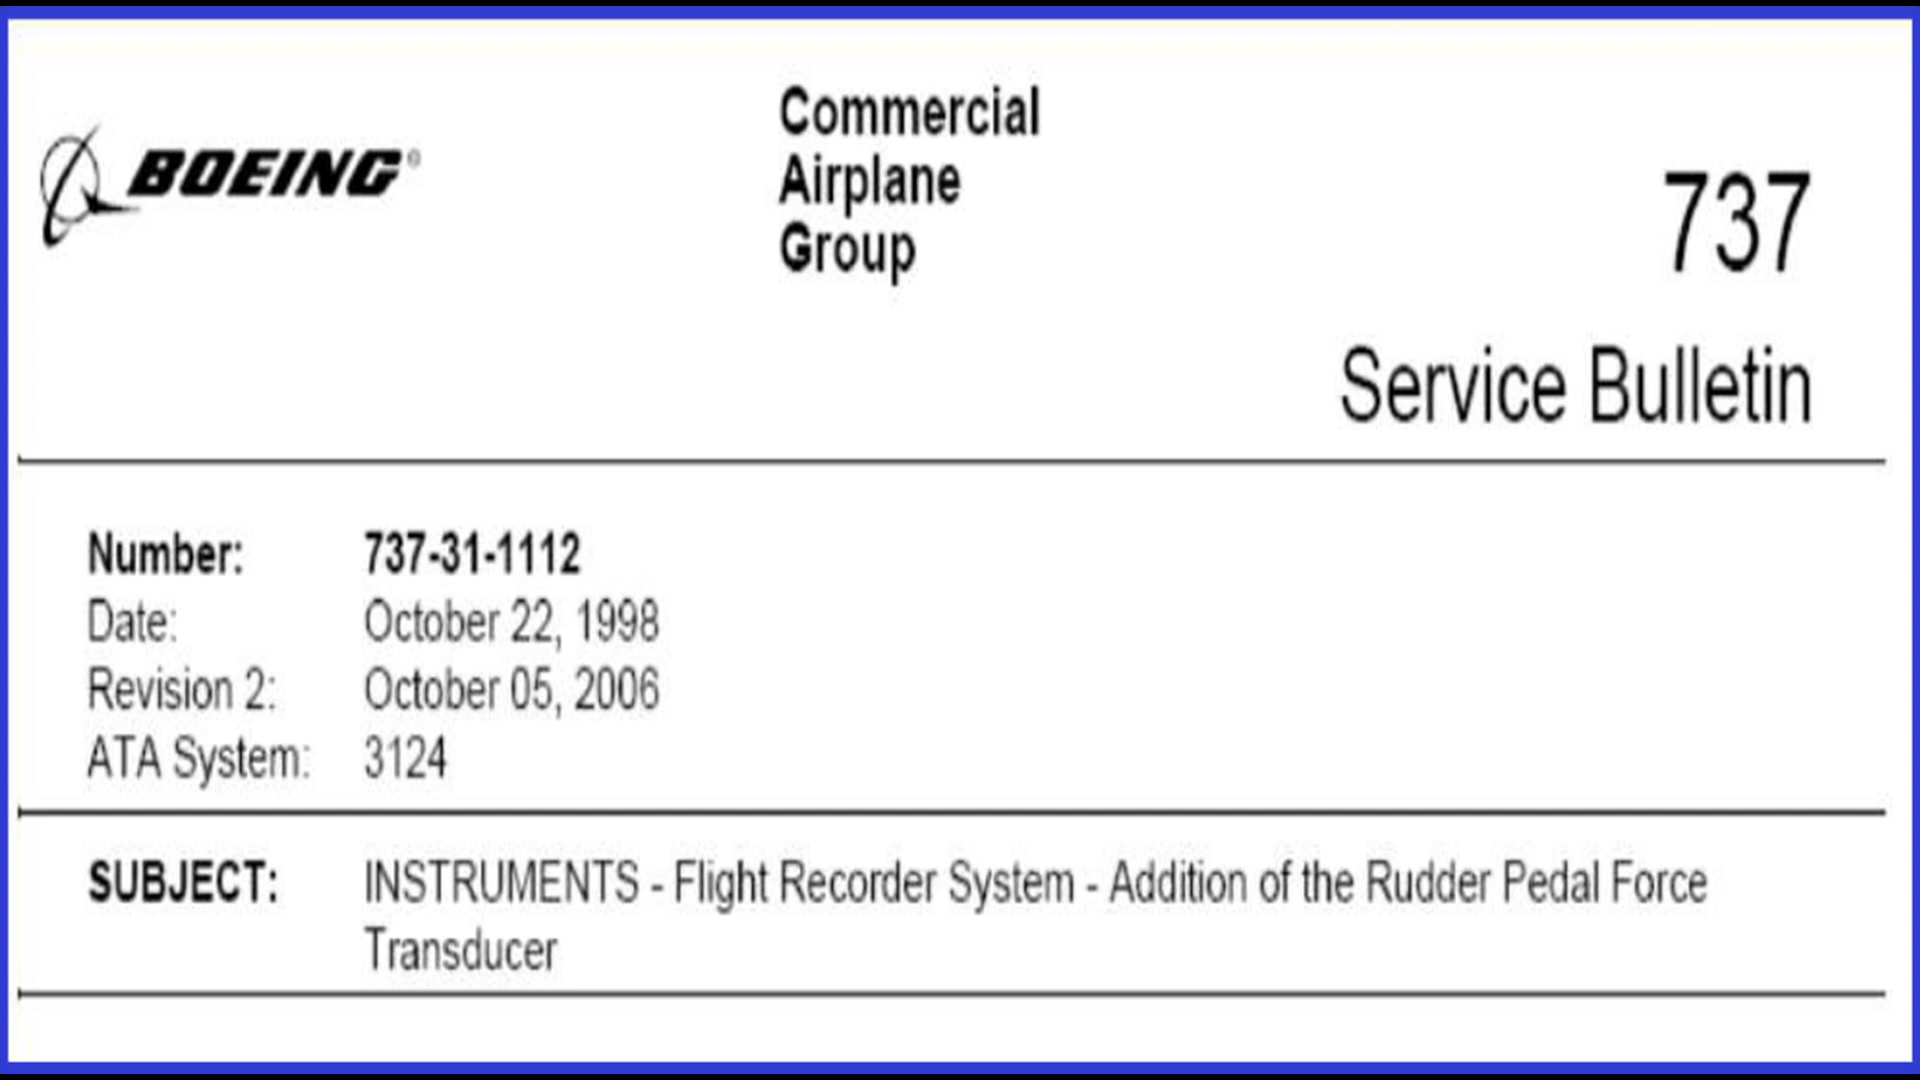 BOEING®
Commercial
Airplane
Group
737
Service Bulletin
Number: 737-31-1112
Date: October 22, 1998
Revision 2: October 05, 2006
ATA System: 3124
SUBJECT: INSTRUMENTS - Flight Recorder System - Addition of the Rudder Pedal Force
Transducer